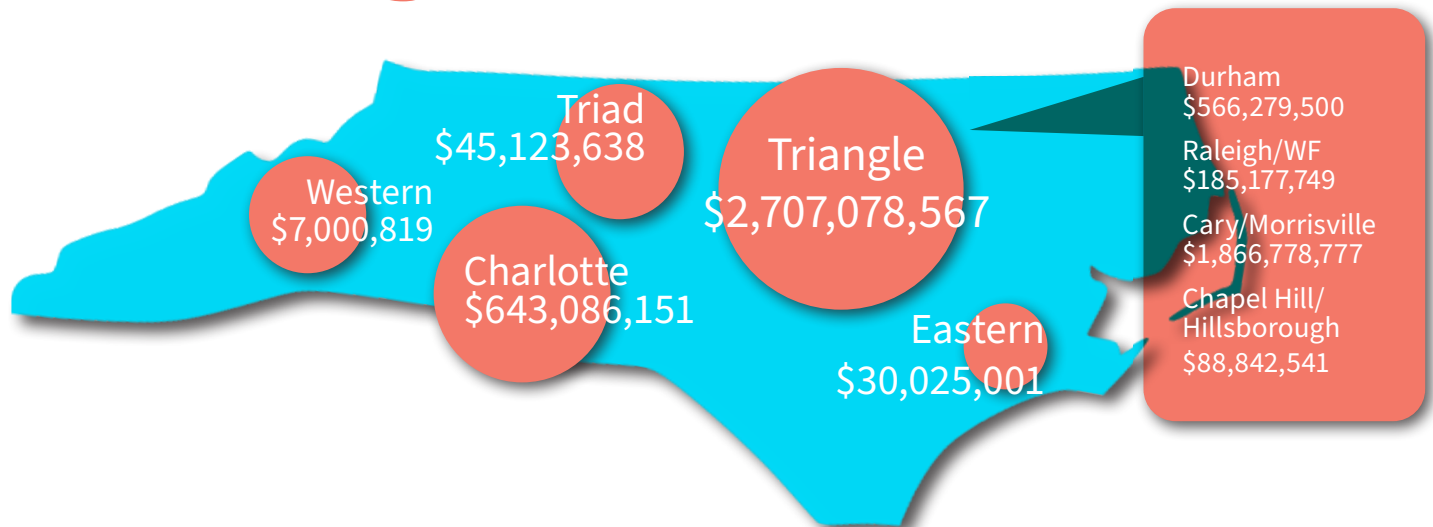 Triad
$45,123,638
Western
$7,000,819
Charlotte
$643,086,151
Triangle
$2,707,078,567
Eastern
$30,025,001
Durham
$566,279,500
Raleigh/WF
$185,177,749
Cary/Morrisville
$1,866,778,777
Chapel Hill/
Hillsborough
$88,842,541